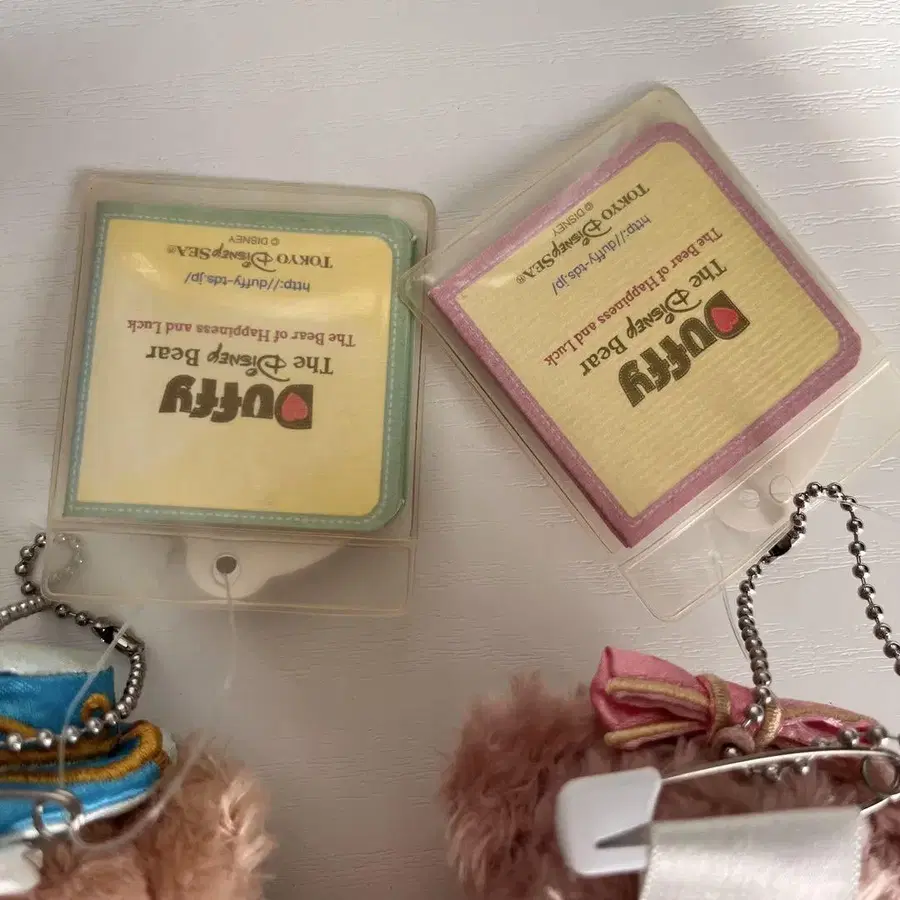 Duffy
The Disney Bear
The Bear of Happiness and Luck
http://duffy-tds.jp/
TOKYO DISNEYSEA®
© DISNEY
Duffy
The Disney Bear
The Bear of Happiness and Luck
http://duffy-tds.jp/
TOKYO DISNEYSEA®
© DISNEY